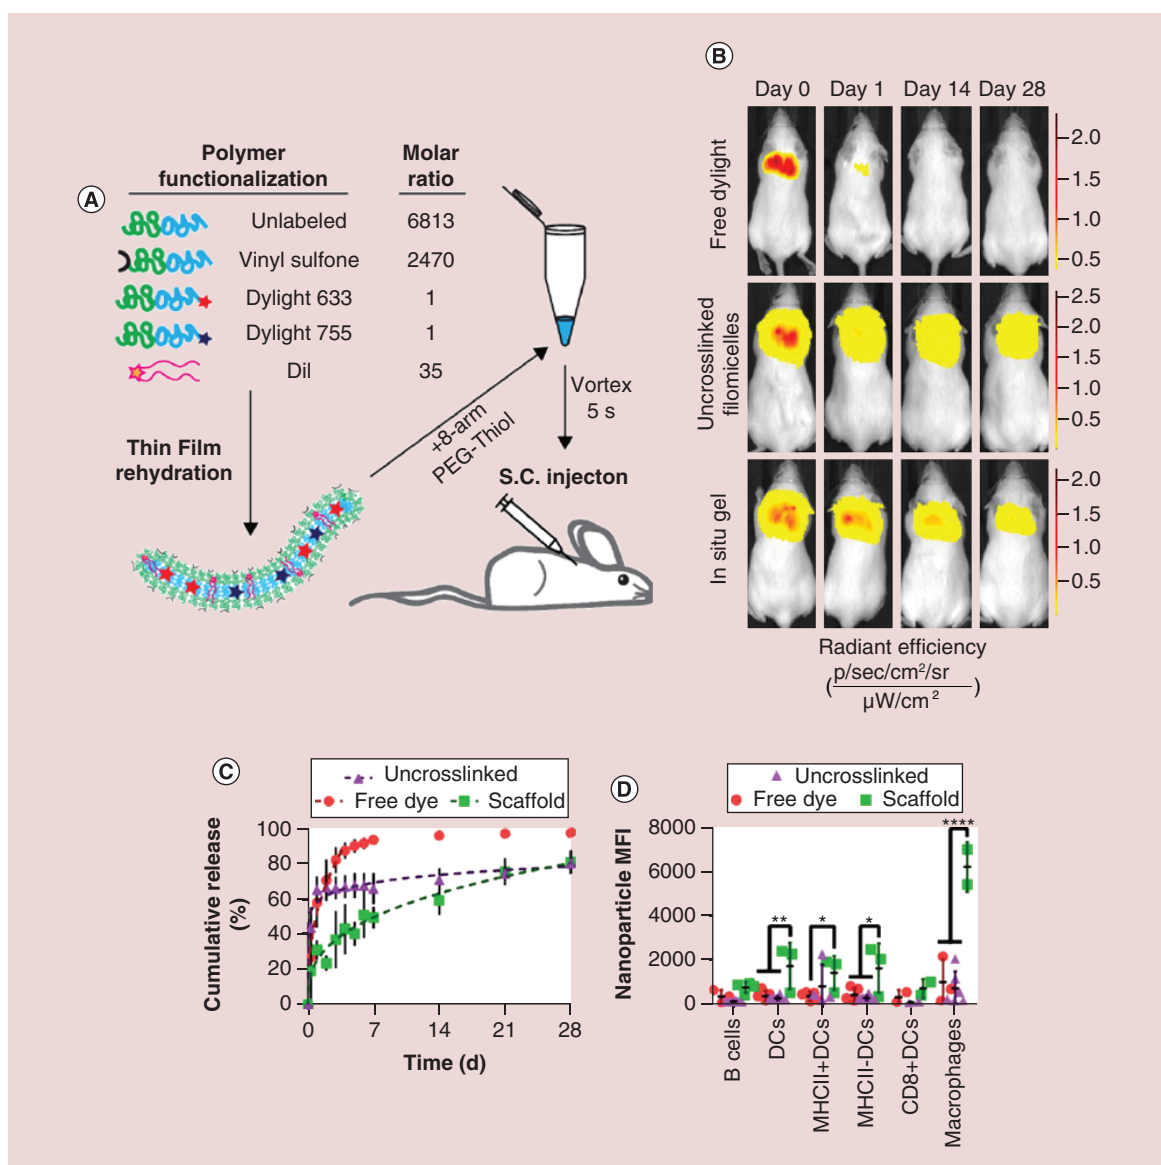 A
Polymer
functionalization
Molar
ratio
Unlabeled 6813
Vinyl sulfone 2470
Dylight 633 1
Dylight 755 1
Dil 35
Thin Film
rehydration
+8-arm
PEG-Thiol
Vortex
5 s
S.C. injecton
B
Day 0 Day 1 Day 14 Day 28
Free dylight
2.0
1.5
1.0
0.5
Uncrosslinked
filomicelles
2.5
2.0
1.5
1.0
0.5
In situ gel
2.0
1.5
1.0
0.5
Radiant efficiency
(p/sec/cm²/sr
µW/cm²)
C
Uncrosslinked
Free dye Scaffold
Cumulative release
(%)
100
80
60
40
20
0
0 7 14 21 28
Time (d)
D
Uncrosslinked
Free dye Scaffold
Nanoparticle MFI
8000
6000
4000
2000
0
** * * ****
B cells
DCs
MHCII+DCs
MHCII-DCs
CD8+DCs
Macrophages